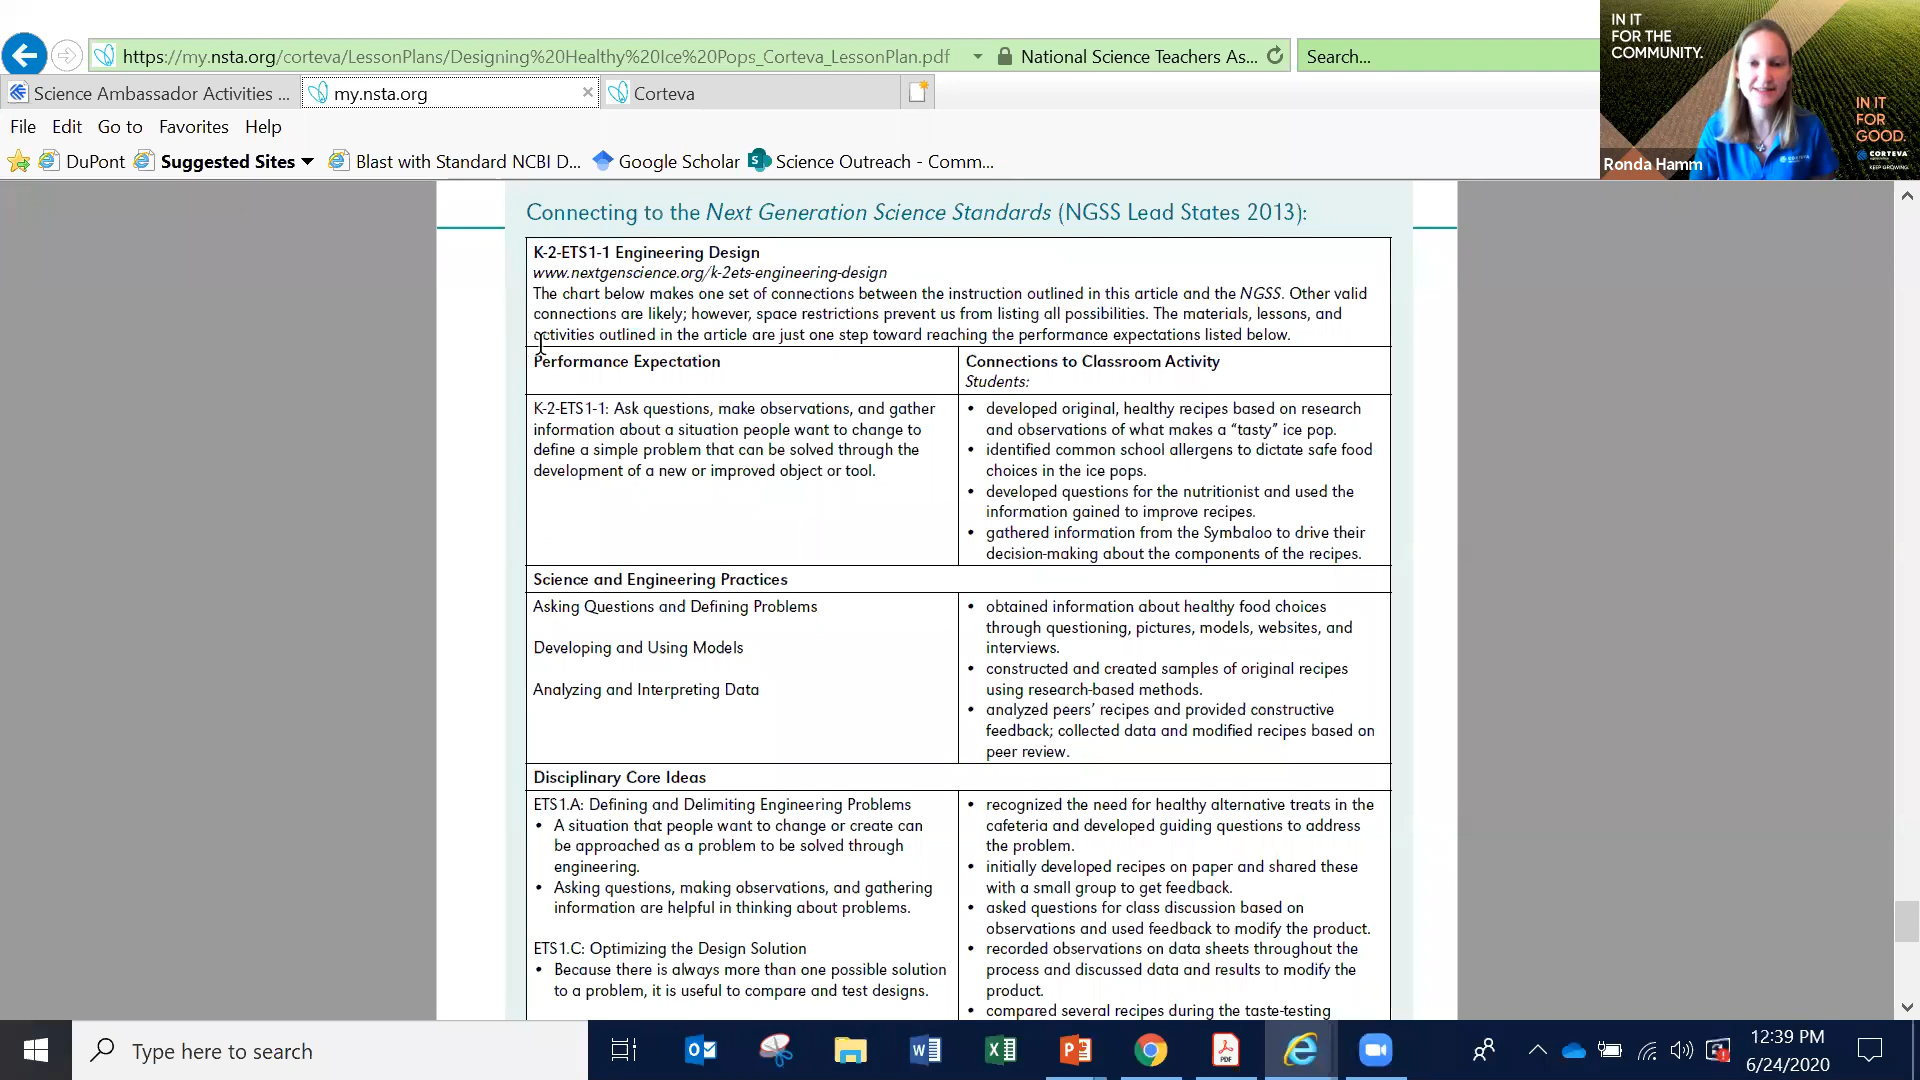 https://my.nsta.org/corteva/LessonPlans/Designing%20Healthy%20Ice%20Pops_Corteva_LessonPlan.pdf
National Science Teachers As...
Search...
Science Ambassador Activities ...
my.nsta.org
Corteva
File Edit Go to Favorites Help
DuPont
Suggested Sites
Blast with Standard NCBI D...
Google Scholar
Science Outreach - Comm...
IN IT
FOR THE
COMMUNITY.
IN IT
FOR
GOOD.
CORTEVA
KEEP GROWING.
Ronda Hamm
Connecting to the Next Generation Science Standards (NGSS Lead States 2013):
K-2-ETS1-1 Engineering Design
www.nextgenscience.org/k-2ets-engineering-design
The chart below makes one set of connections between the instruction outlined in this article and the NGSS. Other valid
connections are likely; however, space restrictions prevent us from listing all possibilities. The materials, lessons, and
activities outlined in the article are just one step toward reaching the performance expectations listed below.
Performance Expectation
Connections to Classroom Activity
Students:
K-2-ETS1-1: Ask questions, make observations, and gather
information about a situation people want to change to
define a simple problem that can be solved through the
development of a new or improved object or tool.
• developed original, healthy recipes based on research
and observations of what makes a “tasty” ice pop.
• identified common school allergens to dictate safe food
choices in the ice pops.
• developed questions for the nutritionist and used the
information gained to improve recipes.
• gathered information from the Symbaloo to drive their
decision-making about the components of the recipes.
Science and Engineering Practices
Asking Questions and Defining Problems
Developing and Using Models
Analyzing and Interpreting Data
• obtained information about healthy food choices
through questioning, pictures, models, websites, and
interviews.
• constructed and created samples of original recipes
using research-based methods.
• analyzed peers’ recipes and provided constructive
feedback; collected data and modified recipes based on
peer review.
Disciplinary Core Ideas
ETS1.A: Defining and Delimiting Engineering Problems
• A situation that people want to change or create can
be approached as a problem to be solved through
engineering.
• Asking questions, making observations, and gathering
information are helpful in thinking about problems.
ETS1.C: Optimizing the Design Solution
• Because there is always more than one possible solution
to a problem, it is useful to compare and test designs.
• recognized the need for healthy alternative treats in the
cafeteria and developed guiding questions to address
the problem.
• initially developed recipes on paper and shared these
with a small group to get feedback.
• asked questions for class discussion based on
observations and used feedback to modify the product.
• recorded observations on data sheets throughout the
process and discussed data and results to modify the
product.
• compared several recipes during the taste-testing
Type here to search
12:39 PM
6/24/2020